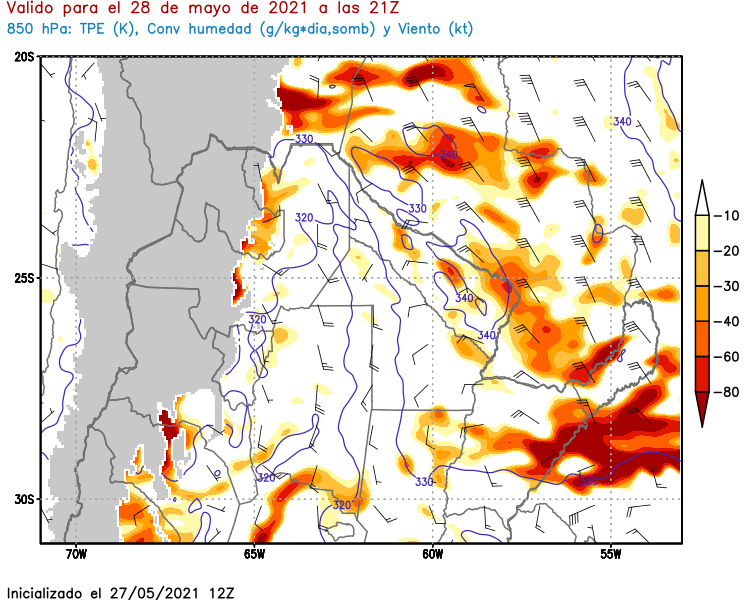 Valido para el 28 de mayo de 2021 a las 21Z
850 hPa: TPE (K), Conv humedad (g/kg*dia,somb) y Viento (kt)
20S
340
330
340
330
320
25S
340
320
340
-10
-20
-30
-40
-60
-80
320
330
330
320
30S
70W 65W 60W 55W
Inicializado el 27/05/2021 12Z